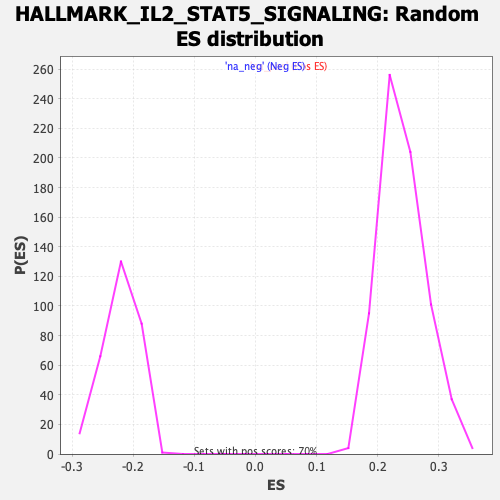 HALLMARK_IL2_STAT5_SIGNALING: Random
ES distribution
'na_neg' (Neg ES)s ES)
260
240
220
200
180
160
140
120
100
80
60
40
20
0
P(ES)
Sets with pos scores: 70%
-0.3 -0.2 -0.1 0.0 0.1 0.2 0.3
ES